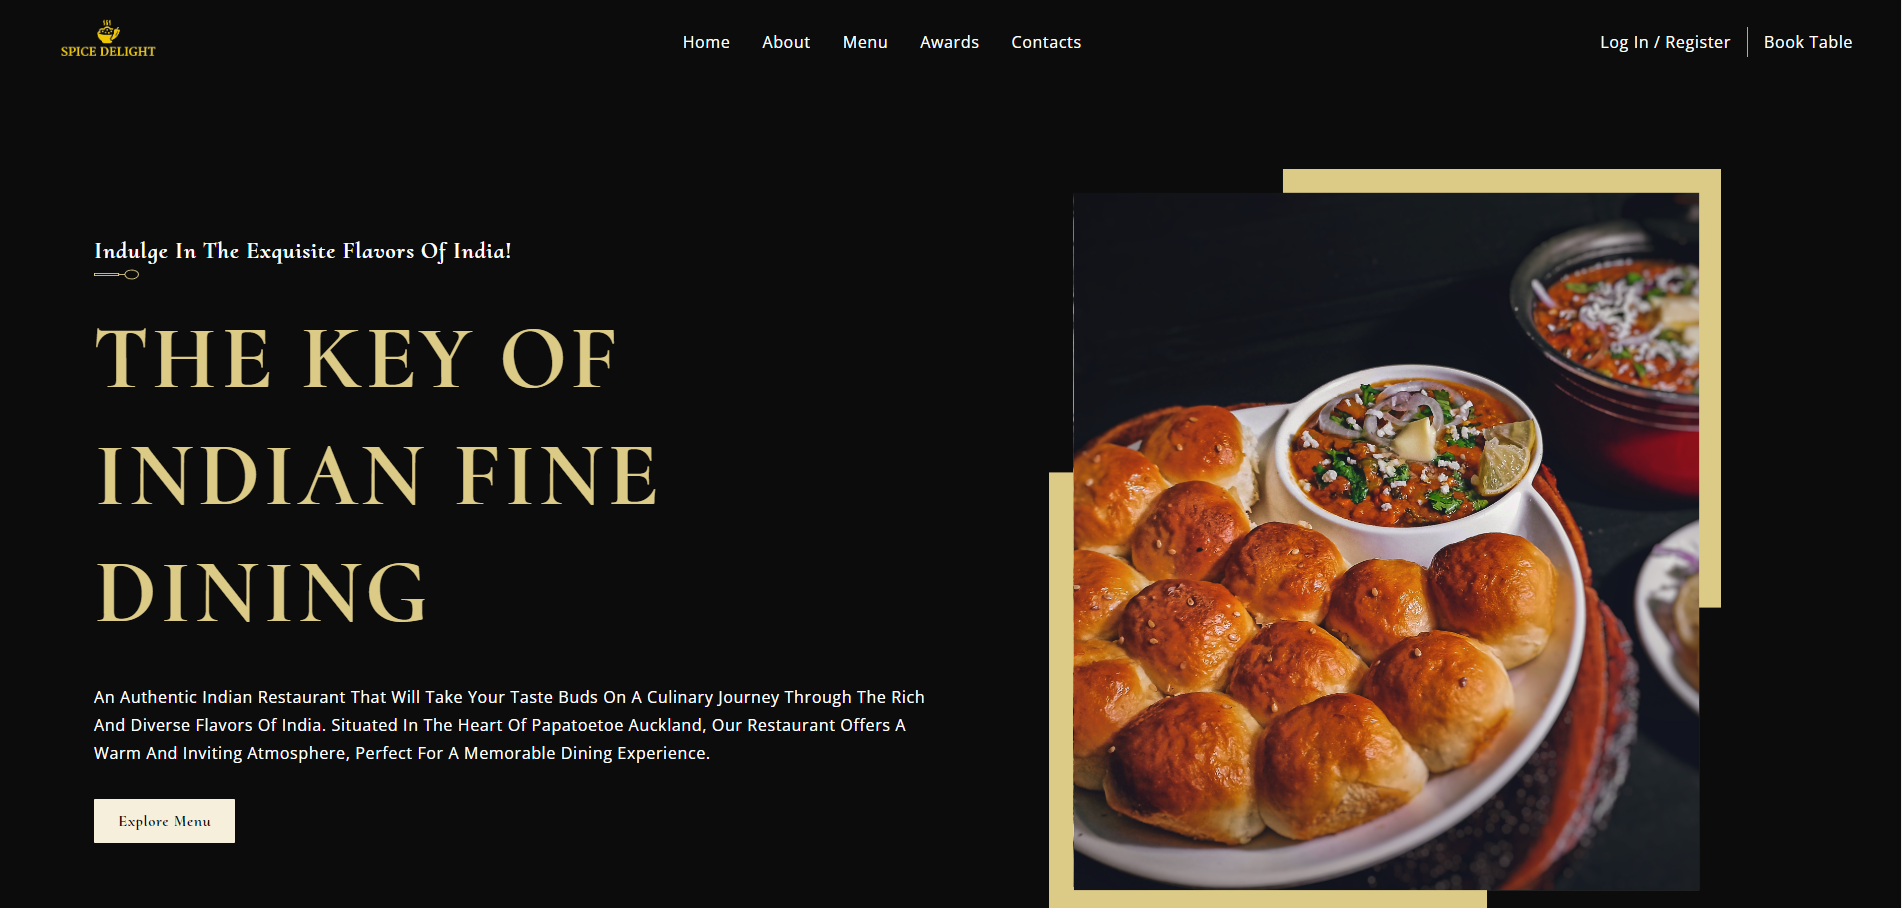 SPICE DELIGHT
Home About Menu Awards Contacts
Log In / Register Book Table
Indulge In The Exquisite Flavors Of India!
THE KEY OF
INDIAN FINE
DINING
An Authentic Indian Restaurant That Will Take Your Taste Buds On A Culinary Journey Through The Rich
And Diverse Flavors Of India. Situated In The Heart Of Papatoetoe Auckland, Our Restaurant Offers A
Warm And Inviting Atmosphere, Perfect For A Memorable Dining Experience.
Explore Menu